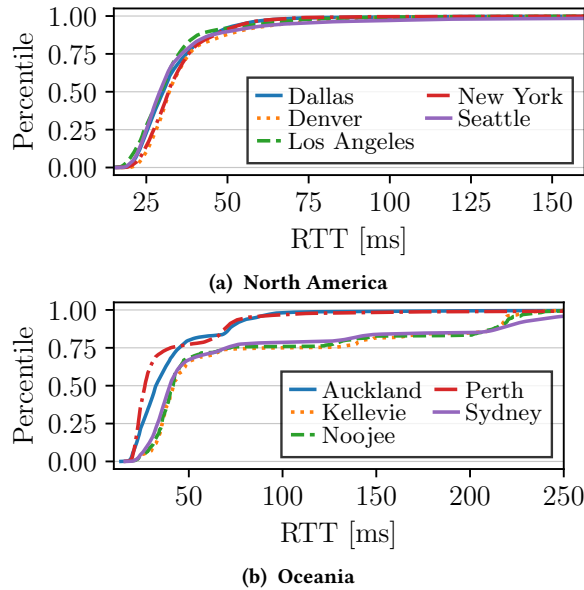 1.00
0.75
0.50
0.25
0.00
Percentile
Dallas New York
Denver Seattle
Los Angeles
25 50 75 100 125 150
RTT [ms]
(a) North America
1.00
0.75
0.50
0.25
0.00
Percentile
Auckland Perth
Kellevie Sydney
Noojee
50 100 150 200 250
RTT [ms]
(b) Oceania